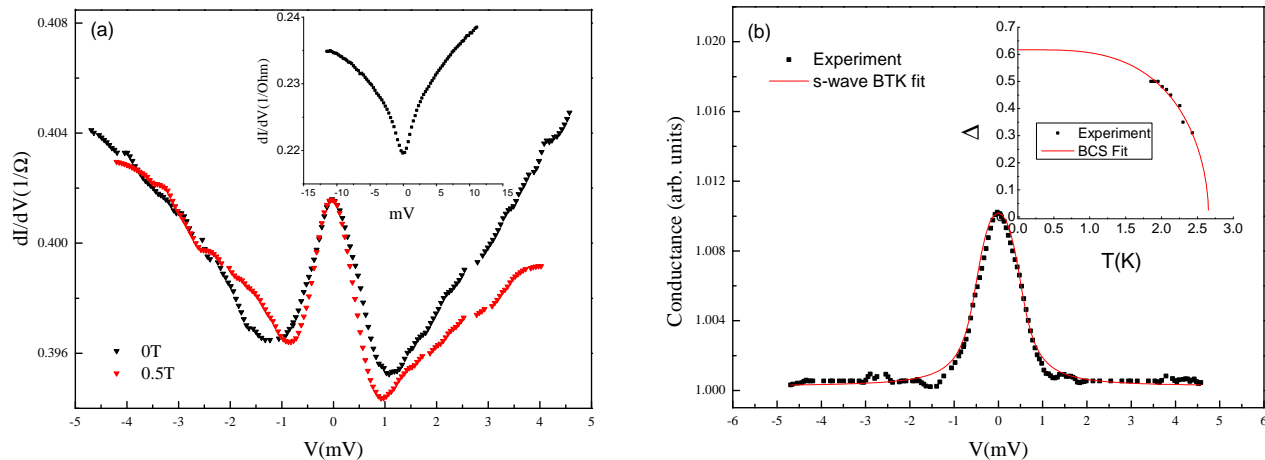 (a)
0.408
0.404
0.400
0.396
dI/dV(1/Ω)
-5 -4 -3 -2 -1 0 1 2 3 4 5
V(mV)
0T
0.5T
0.24
0.23
0.22
dI/dV(1/Ohm)
-15 -10 -5 0 5 10 15
mV
(b)
1.020
1.016
1.012
1.008
1.004
1.000
Conductance (arb. units)
-6 -5 -4 -3 -2 -1 0 1 2 3 4 5 6
V(mV)
Experiment
s-wave BTK fit
0.7
0.6
0.5
0.4
0.3
0.2
0.1
0
Δ
0.0 0.5 1.0 1.5 2.0 2.5 3.0
T(K)
Experiment
BCS Fit